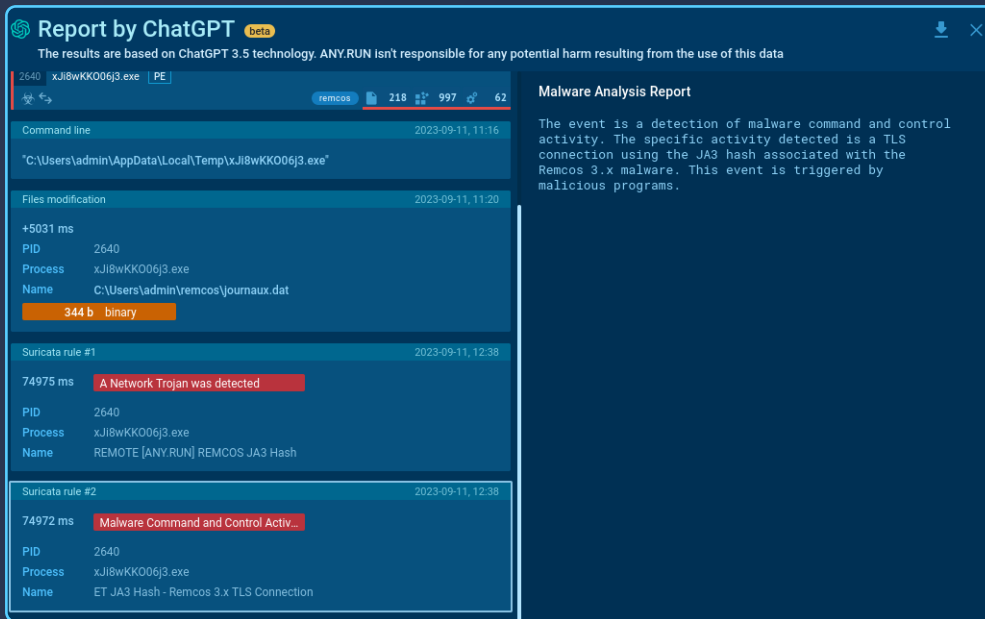 Report by ChatGPT beta
The results are based on ChatGPT 3.5 technology. ANY.RUN isn't responsible for any potential harm resulting from the use of this data
2640 xJi8wKKO06j3.exe PE
remcos 218 997 62
Command line 2023-09-11, 11:16
"C:\Users\admin\AppData\Local\Temp\xJi8wKKO06j3.exe"
Files modification 2023-09-11, 11:20
+5031 ms
PID 2640
Process xJi8wKKO06j3.exe
Name C:\Users\admin\remcos\journaux.dat
344 b binary
Suricata rule #1 2023-09-11, 12:38
74975 ms A Network Trojan was detected
PID 2640
Process xJi8wKKO06j3.exe
Name REMOTE [ANY.RUN] REMCOS JA3 Hash
Suricata rule #2 2023-09-11, 12:38
74972 ms Malware Command and Control Activ...
PID 2640
Process xJi8wKKO06j3.exe
Name ET JA3 Hash - Remcos 3.x TLS Connection
Malware Analysis Report
The event is a detection of malware command and control
activity. The specific activity detected is a TLS
connection using the JA3 hash associated with the
Remcos 3.x malware. This event is triggered by
malicious programs.